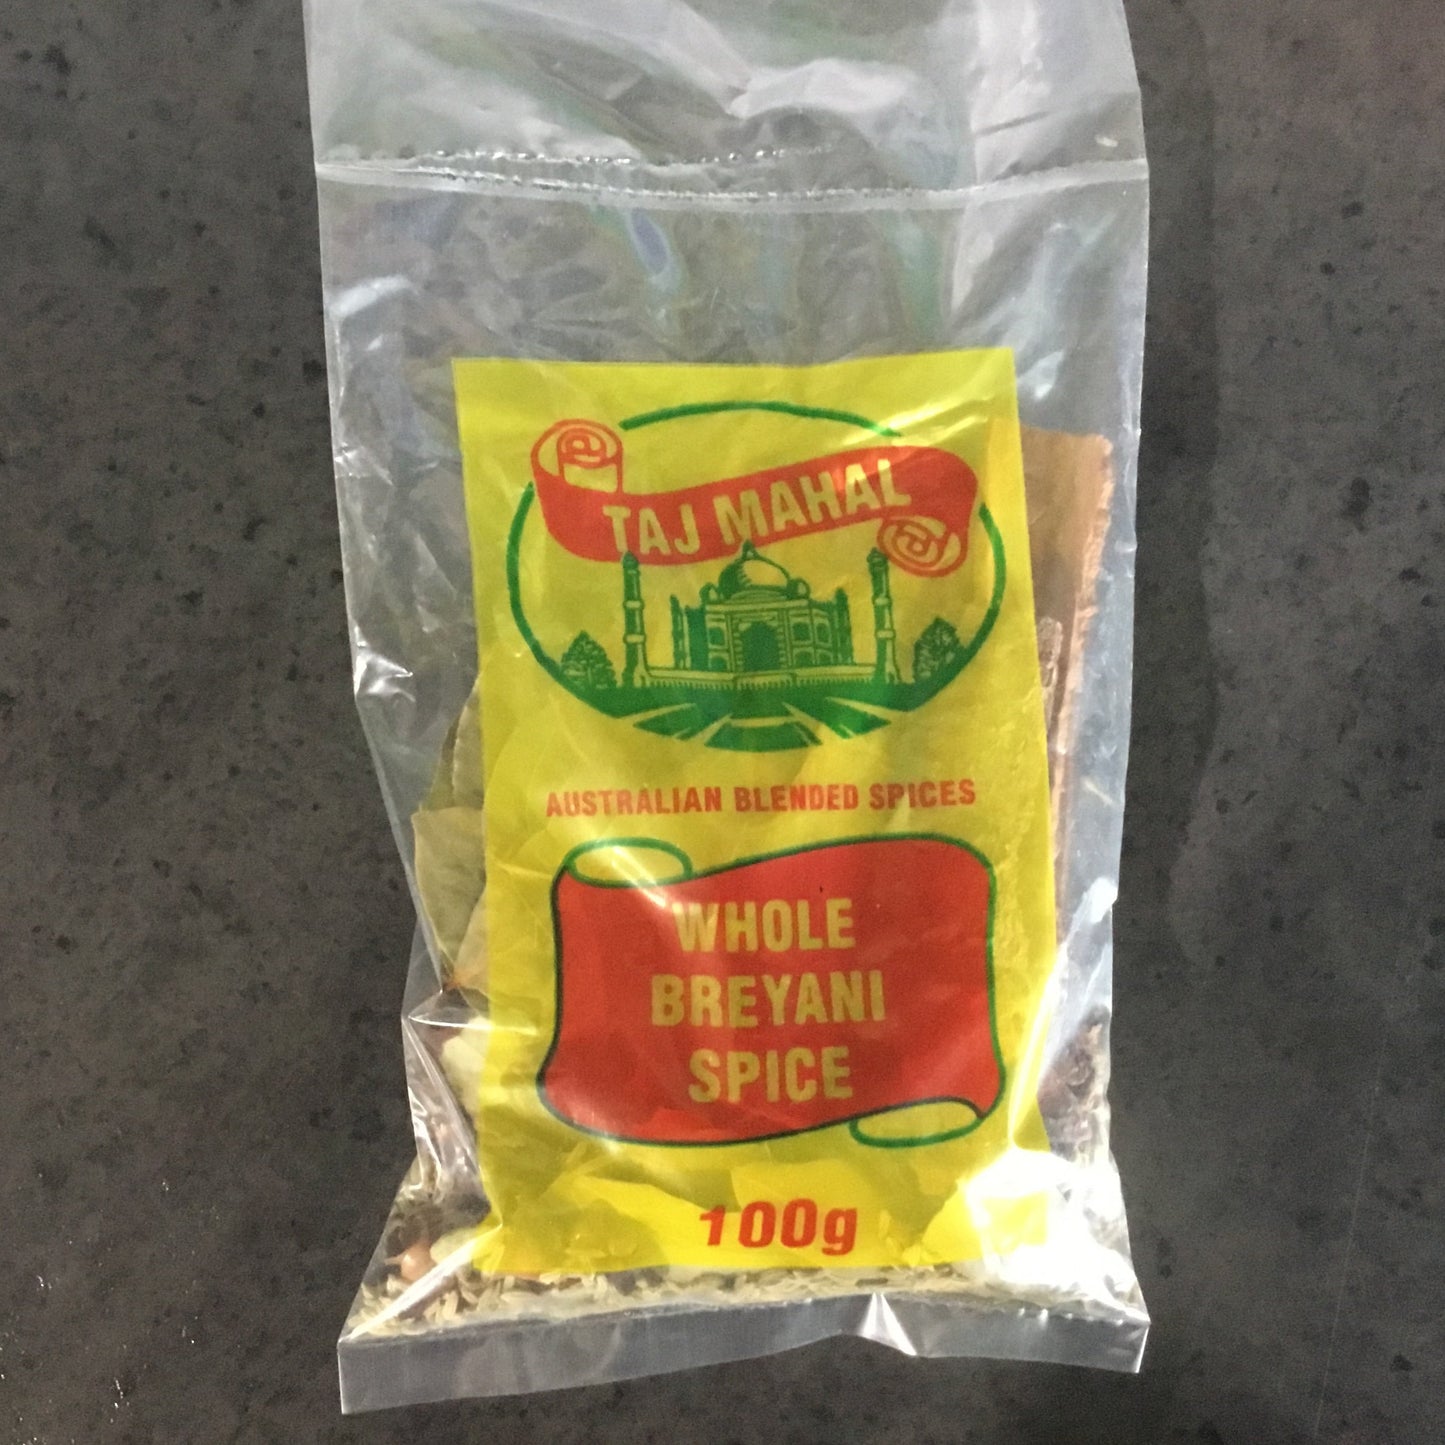 TAJ MAHAL
AUSTRALIAN BLENDED SPICES
WHOLE
BREYANI
SPICE
100g